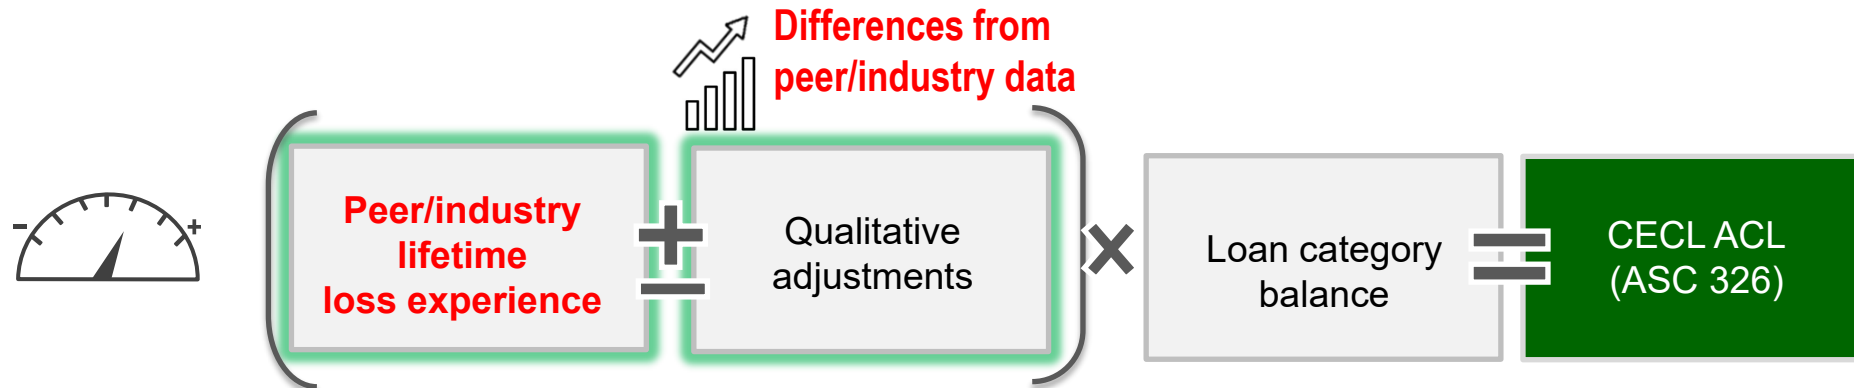 Differences from
peer/industry data
- +
Peer/industry
lifetime
loss experience
±
Qualitative
adjustments
×
Loan category
balance
=
CECL ACL
(ASC 326)